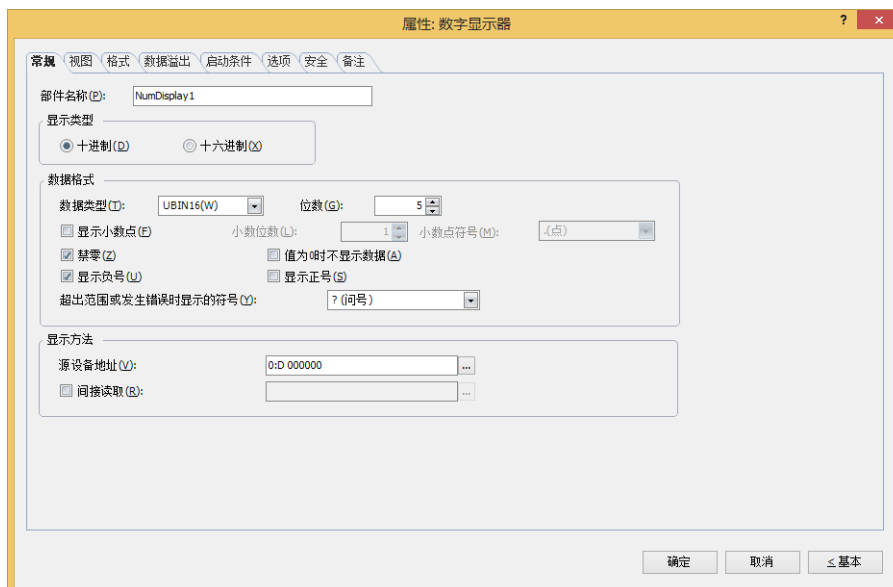 属性: 数字显示器
? ×
常规 视图 格式 数据溢出 启动条件 选项 安全 备注
部件名称(P): NumDisplay1
显示类型
十进制(D) 十六进制(X)
数据格式
数据类型(T): UBIN16(W) 位数(G): 5
显示小数点(F) 小数位数(L): 1 小数点符号(M): .(点)
禁零(Z) 值为0时不显示数据(A)
显示负号(U) 显示正号(S)
超出范围或发生错误时显示的符号(Y): ? (问号)
显示方法
源设备地址(V): 0:D 000000 ...
间接读取(R): ...
确定 取消 ≤基本